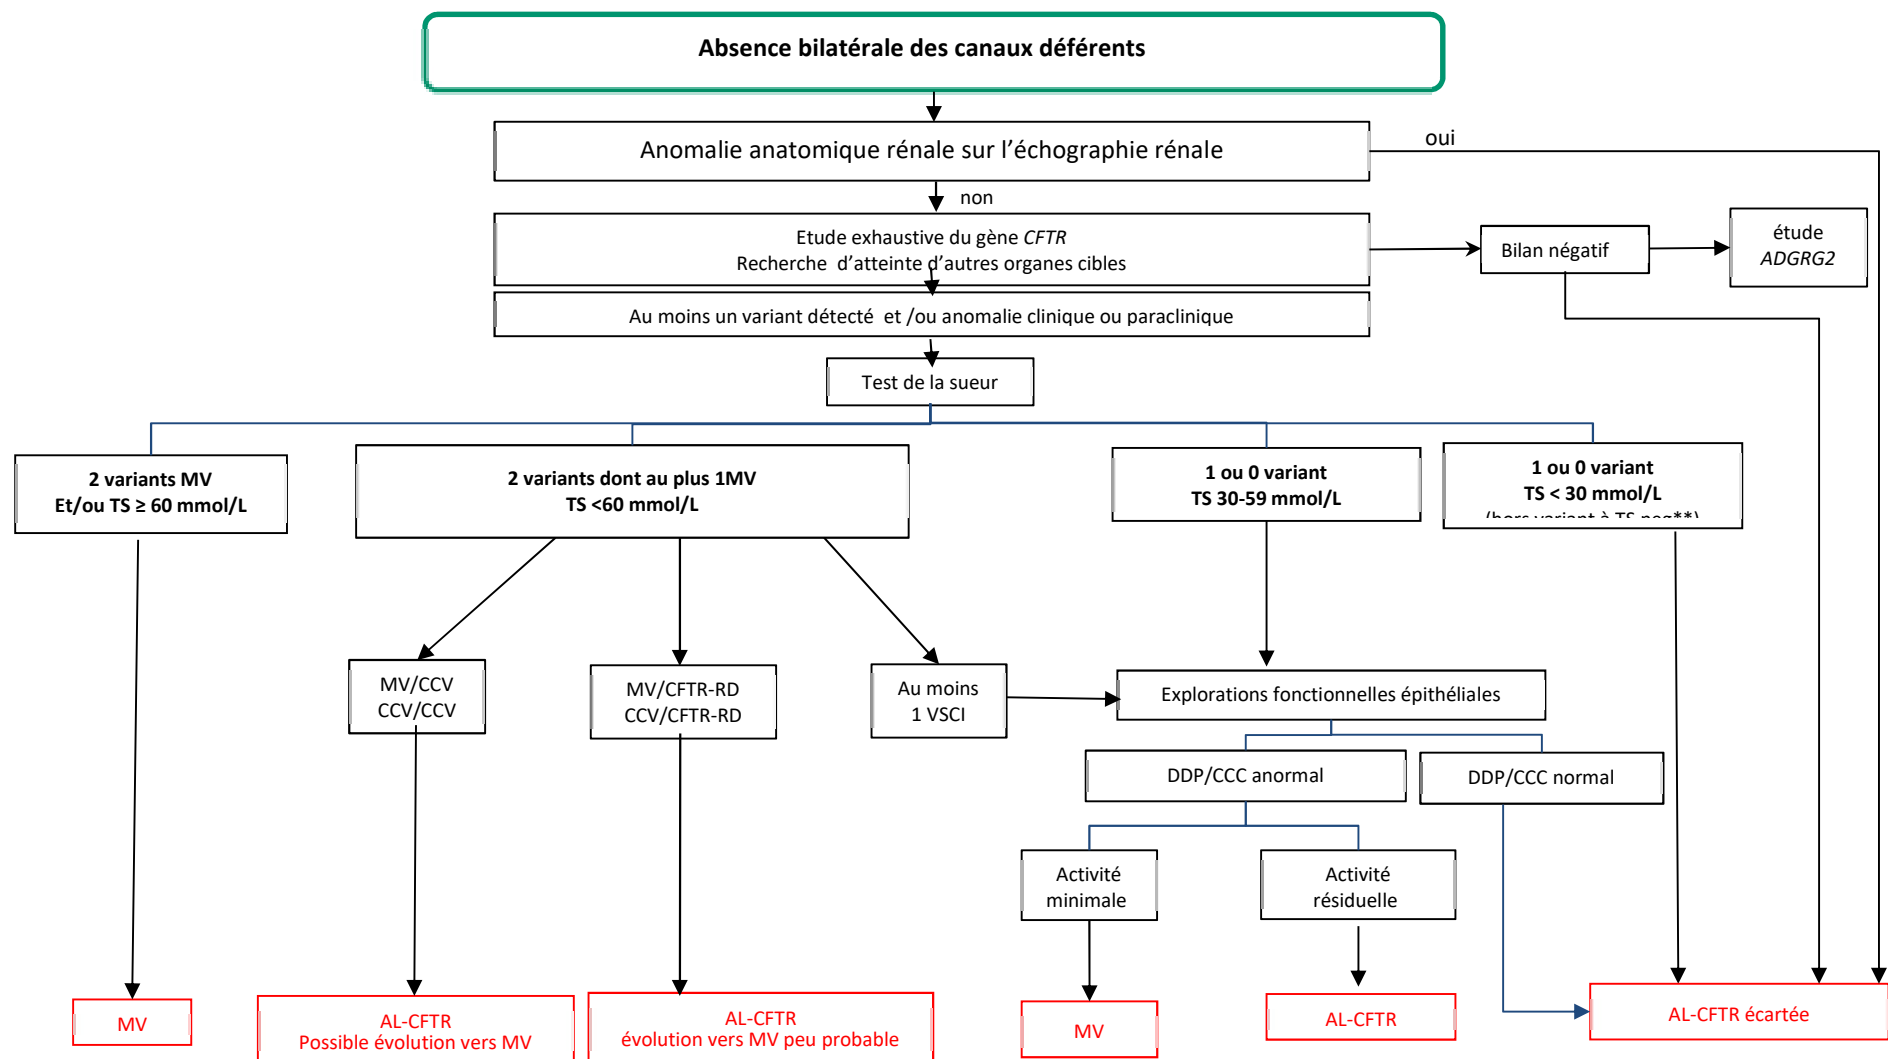 Absence bilatérale des canaux déférents
Anomalie anatomique rénale sur l’échographie rénale
oui
non
Etude exhaustive du gène CFTR
Recherche d’atteinte d’autres organes cibles
Bilan négatif
étude
ADGRG2
Au moins un variant détecté et /ou anomalie clinique ou paraclinique
Test de la sueur
2 variants MV
Et/ou TS ≥ 60 mmol/L
2 variants dont au plus 1MV
TS <60 mmol/L
1 ou 0 variant
TS 30-59 mmol/L
1 ou 0 variant
TS < 30 mmol/L
(hors variant à TS neg**)
MV/CCV
CCV/CCV
MV/CFTR-RD
CCV/CFTR-RD
Au moins
1 VSCI
Explorations fonctionnelles épithéliales
DDP/CCC anormal
DDP/CCC normal
Activité
minimale
Activité
résiduelle
MV
AL-CFTR
Possible évolution vers MV
AL-CFTR
évolution vers MV peu probable
MV
AL-CFTR
AL-CFTR écartée